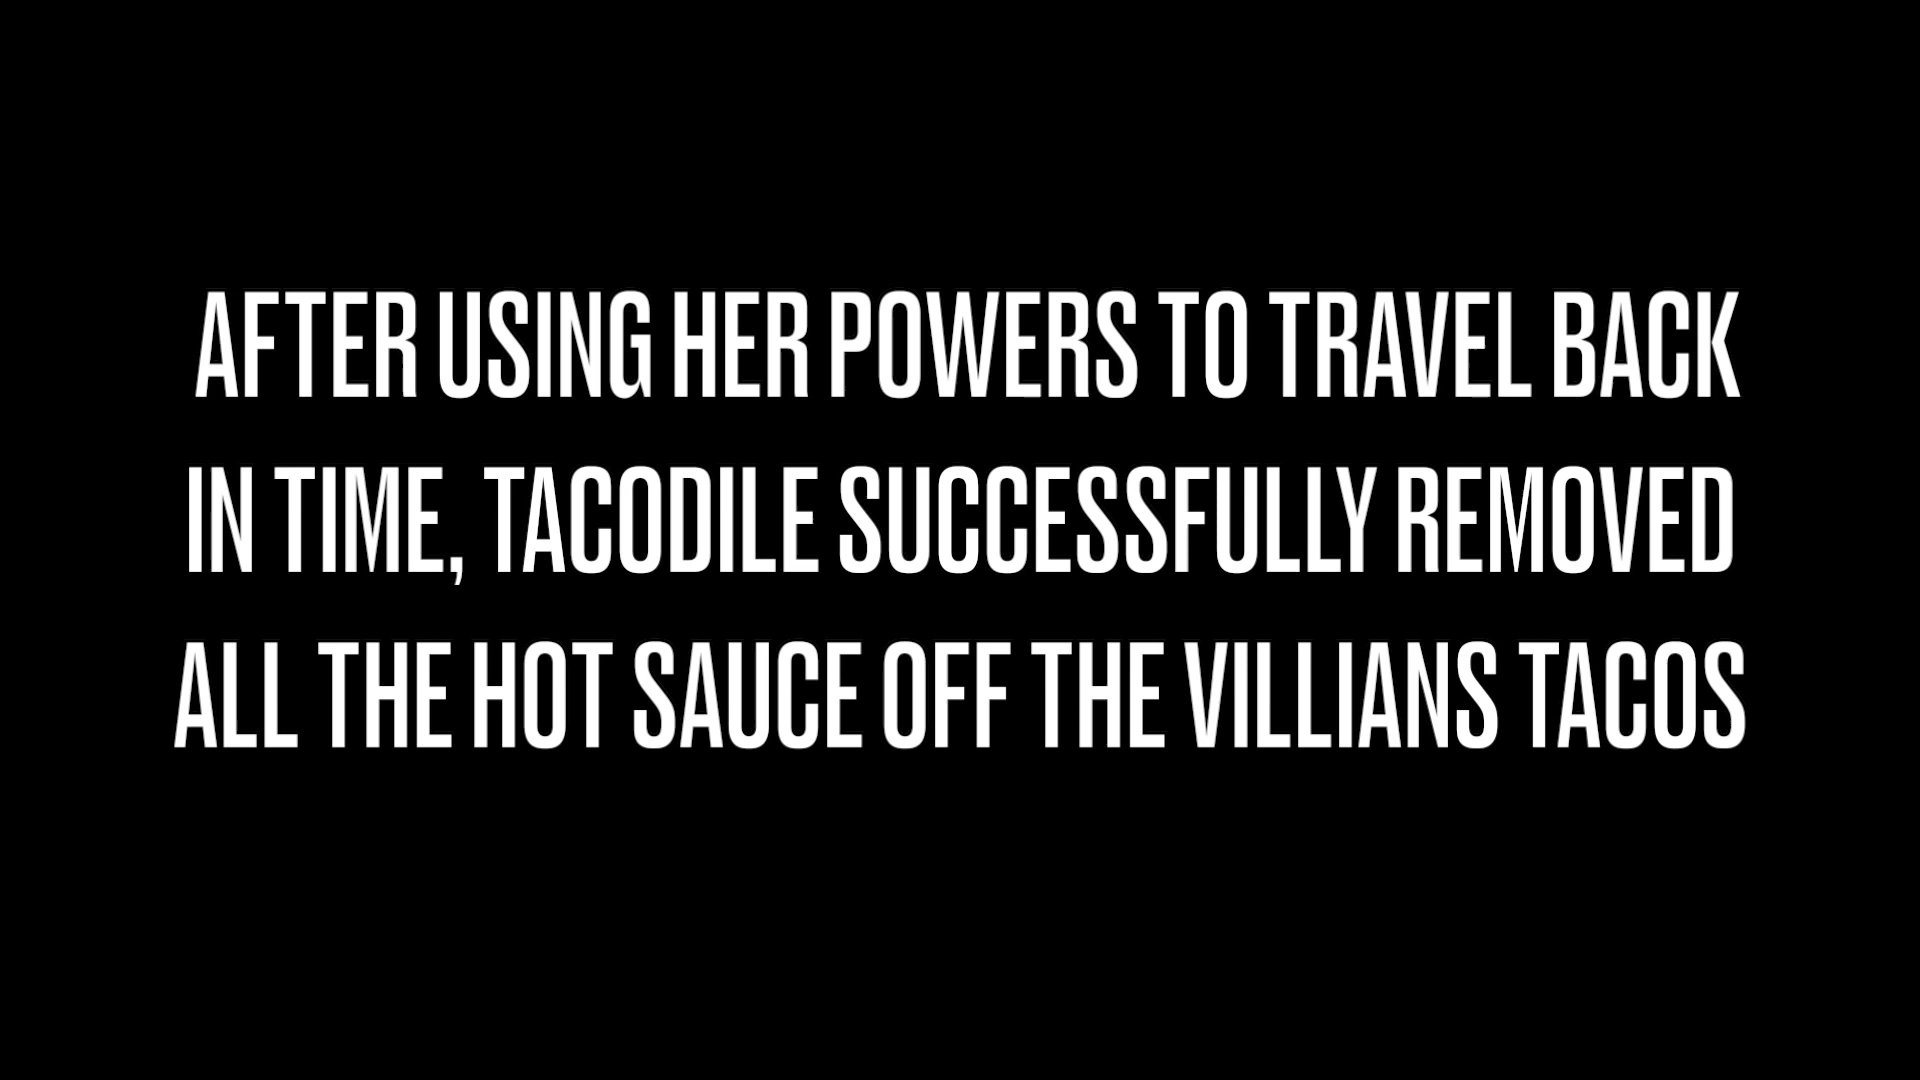 AFTER USING HER POWERS TO TRAVEL BACK
IN TIME, TACODILE SUCCESSFULLY REMOVED
ALL THE HOT SAUCE OFF THE VILLIANS TACOS